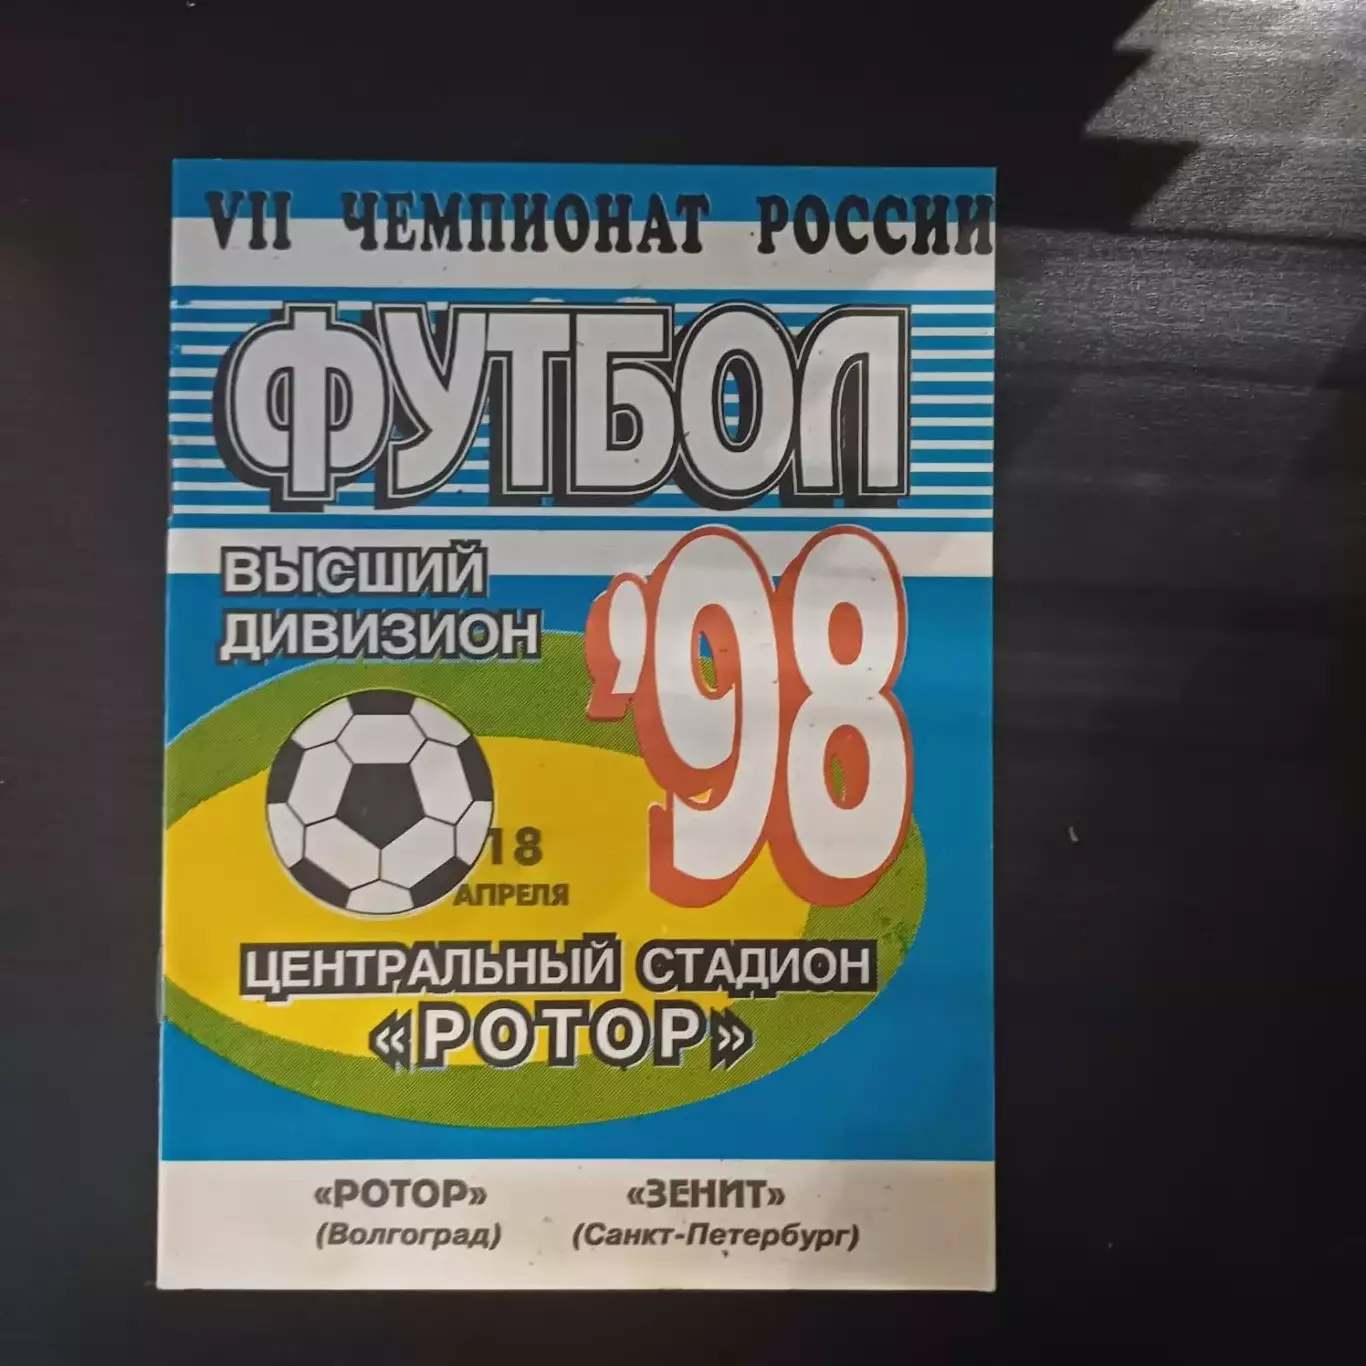 VII ЧЕМПИОНАТ РОССИИ
ФУТБОЛ
'98
ВЫСШИЙ
ДИВИЗИОН
18
АПРЕЛЯ
ЦЕНТРАЛЬНЫЙ СТАДИОН
«РОТОР»
«РОТОР» «ЗЕНИТ»
(Волгоград) (Санкт-Петербург)